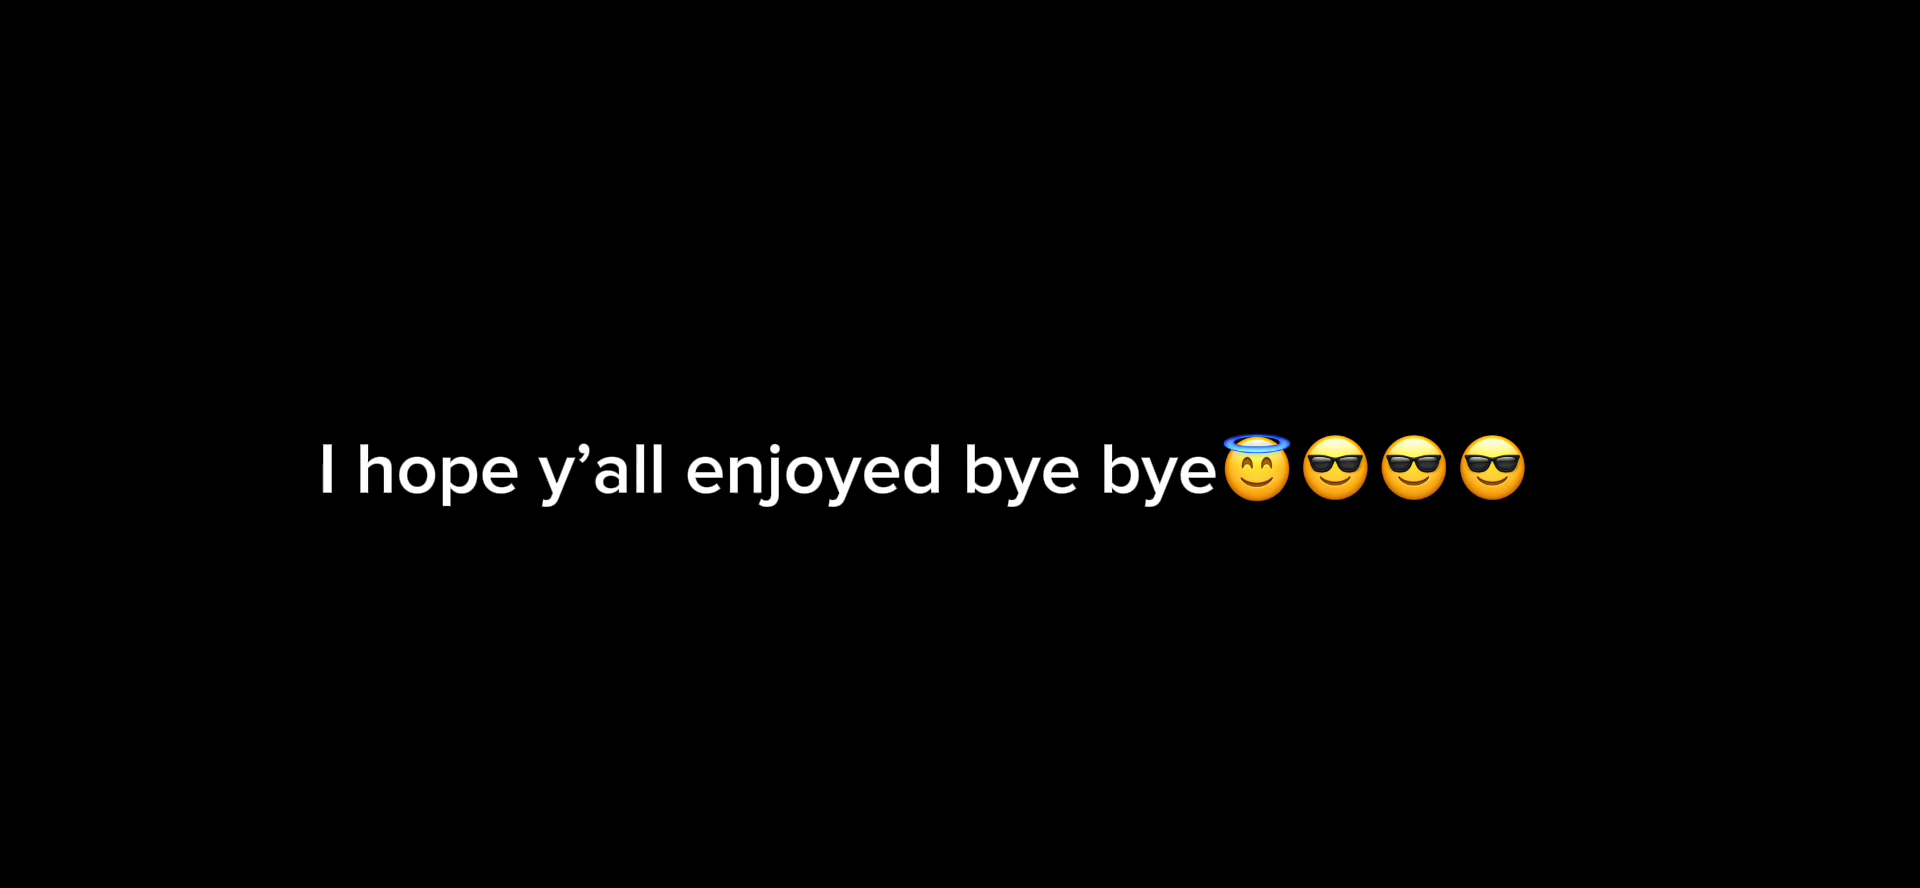 I hope y’all enjoyed bye bye😇😎😎😎